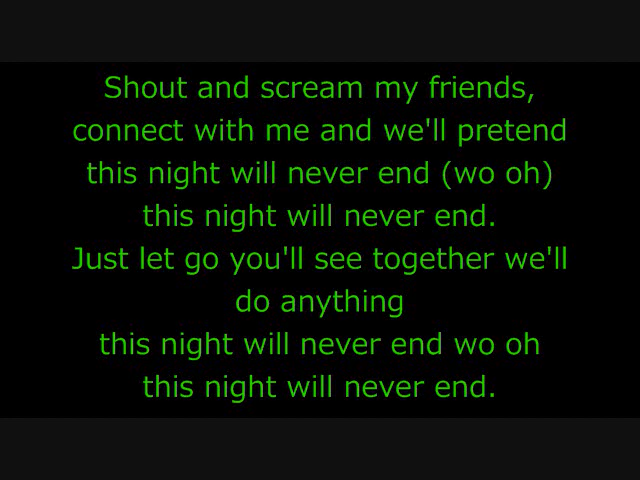 Shout and scream my friends,
connect with me and we'll pretend
this night will never end (wo oh)
this night will never end.
Just let go you'll see together we'll
do anything
this night will never end wo oh
this night will never end.